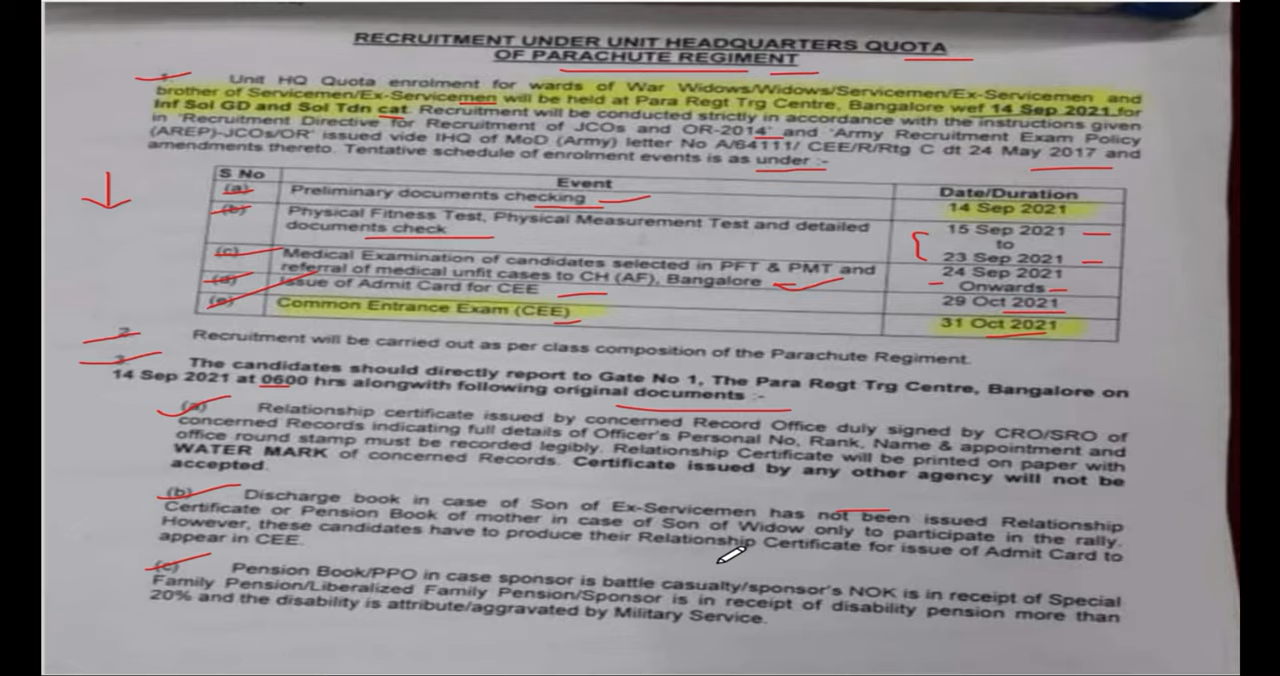 RECRUITMENT UNDER UNIT HEADQUARTERS QUOTA
OF PARACHUTE REGIMENT
1. Unit HQ Quota enrolment for wards of War Widows/Widows/Servicemen/Ex-Servicemen and
brother of Servicemen/Ex-Servicemen will be held at Para Regt Trg Centre, Bangalore wef 14 Sep 2021 for
Inf Sol GD and Sol Tdn cat. Recruitment will be conducted strictly in accordance with the instructions given
in 'Recruitment Directive for Recruitment of JCOs and OR-2014' and 'Army Recruitment Exam Policy
(AREP)-JCOs/OR' issued vide IHQ of MoD (Army) letter No A/64111/ CEE/R/Rtg C dt 24 May 2017 and
amendments thereto. Tentative schedule of enrolment events is as under :-
S No Event Date/Duration
(a) Preliminary documents checking 14 Sep 2021
(b) Physical Fitness Test, Physical Measurement Test and detailed 15 Sep 2021
documents check to
23 Sep 2021
(c) Medical Examination of candidates selected in PFT & PMT and 24 Sep 2021
referral of medical unfit cases to CH (AF), Bangalore Onwards
(d) Issue of Admit Card for CEE 29 Oct 2021
(e) Common Entrance Exam (CEE) 31 Oct 2021
2. Recruitment will be carried out as per class composition of the Parachute Regiment.
3. The candidates should directly report to Gate No 1, The Para Regt Trg Centre, Bangalore on
14 Sep 2021 at 0600 hrs alongwith following original documents :-
(a) Relationship certificate issued by concerned Record Office duly signed by CRO/SRO of
concerned Records indicating full details of Officer's Personal No, Rank, Name & appointment and
office round stamp must be recorded legibly. Relationship Certificate will be printed on paper with
WATER MARK of concerned Records. Certificate issued by any other agency will not be
accepted.
(b) Discharge book in case of Son of Ex-Servicemen has not been issued Relationship
Certificate or Pension Book of mother in case of Son of Widow only to participate in the rally.
However, these candidates have to produce their Relationship Certificate for issue of Admit Card to
appear in CEE.
(c) Pension Book/PPO in case sponsor is battle casualty/sponsor's NOK is in receipt of Special
Family Pension/Liberalized Family Pension/Sponsor is in receipt of disability pension more than
20% and the disability is attribute/aggravated by Military Service.